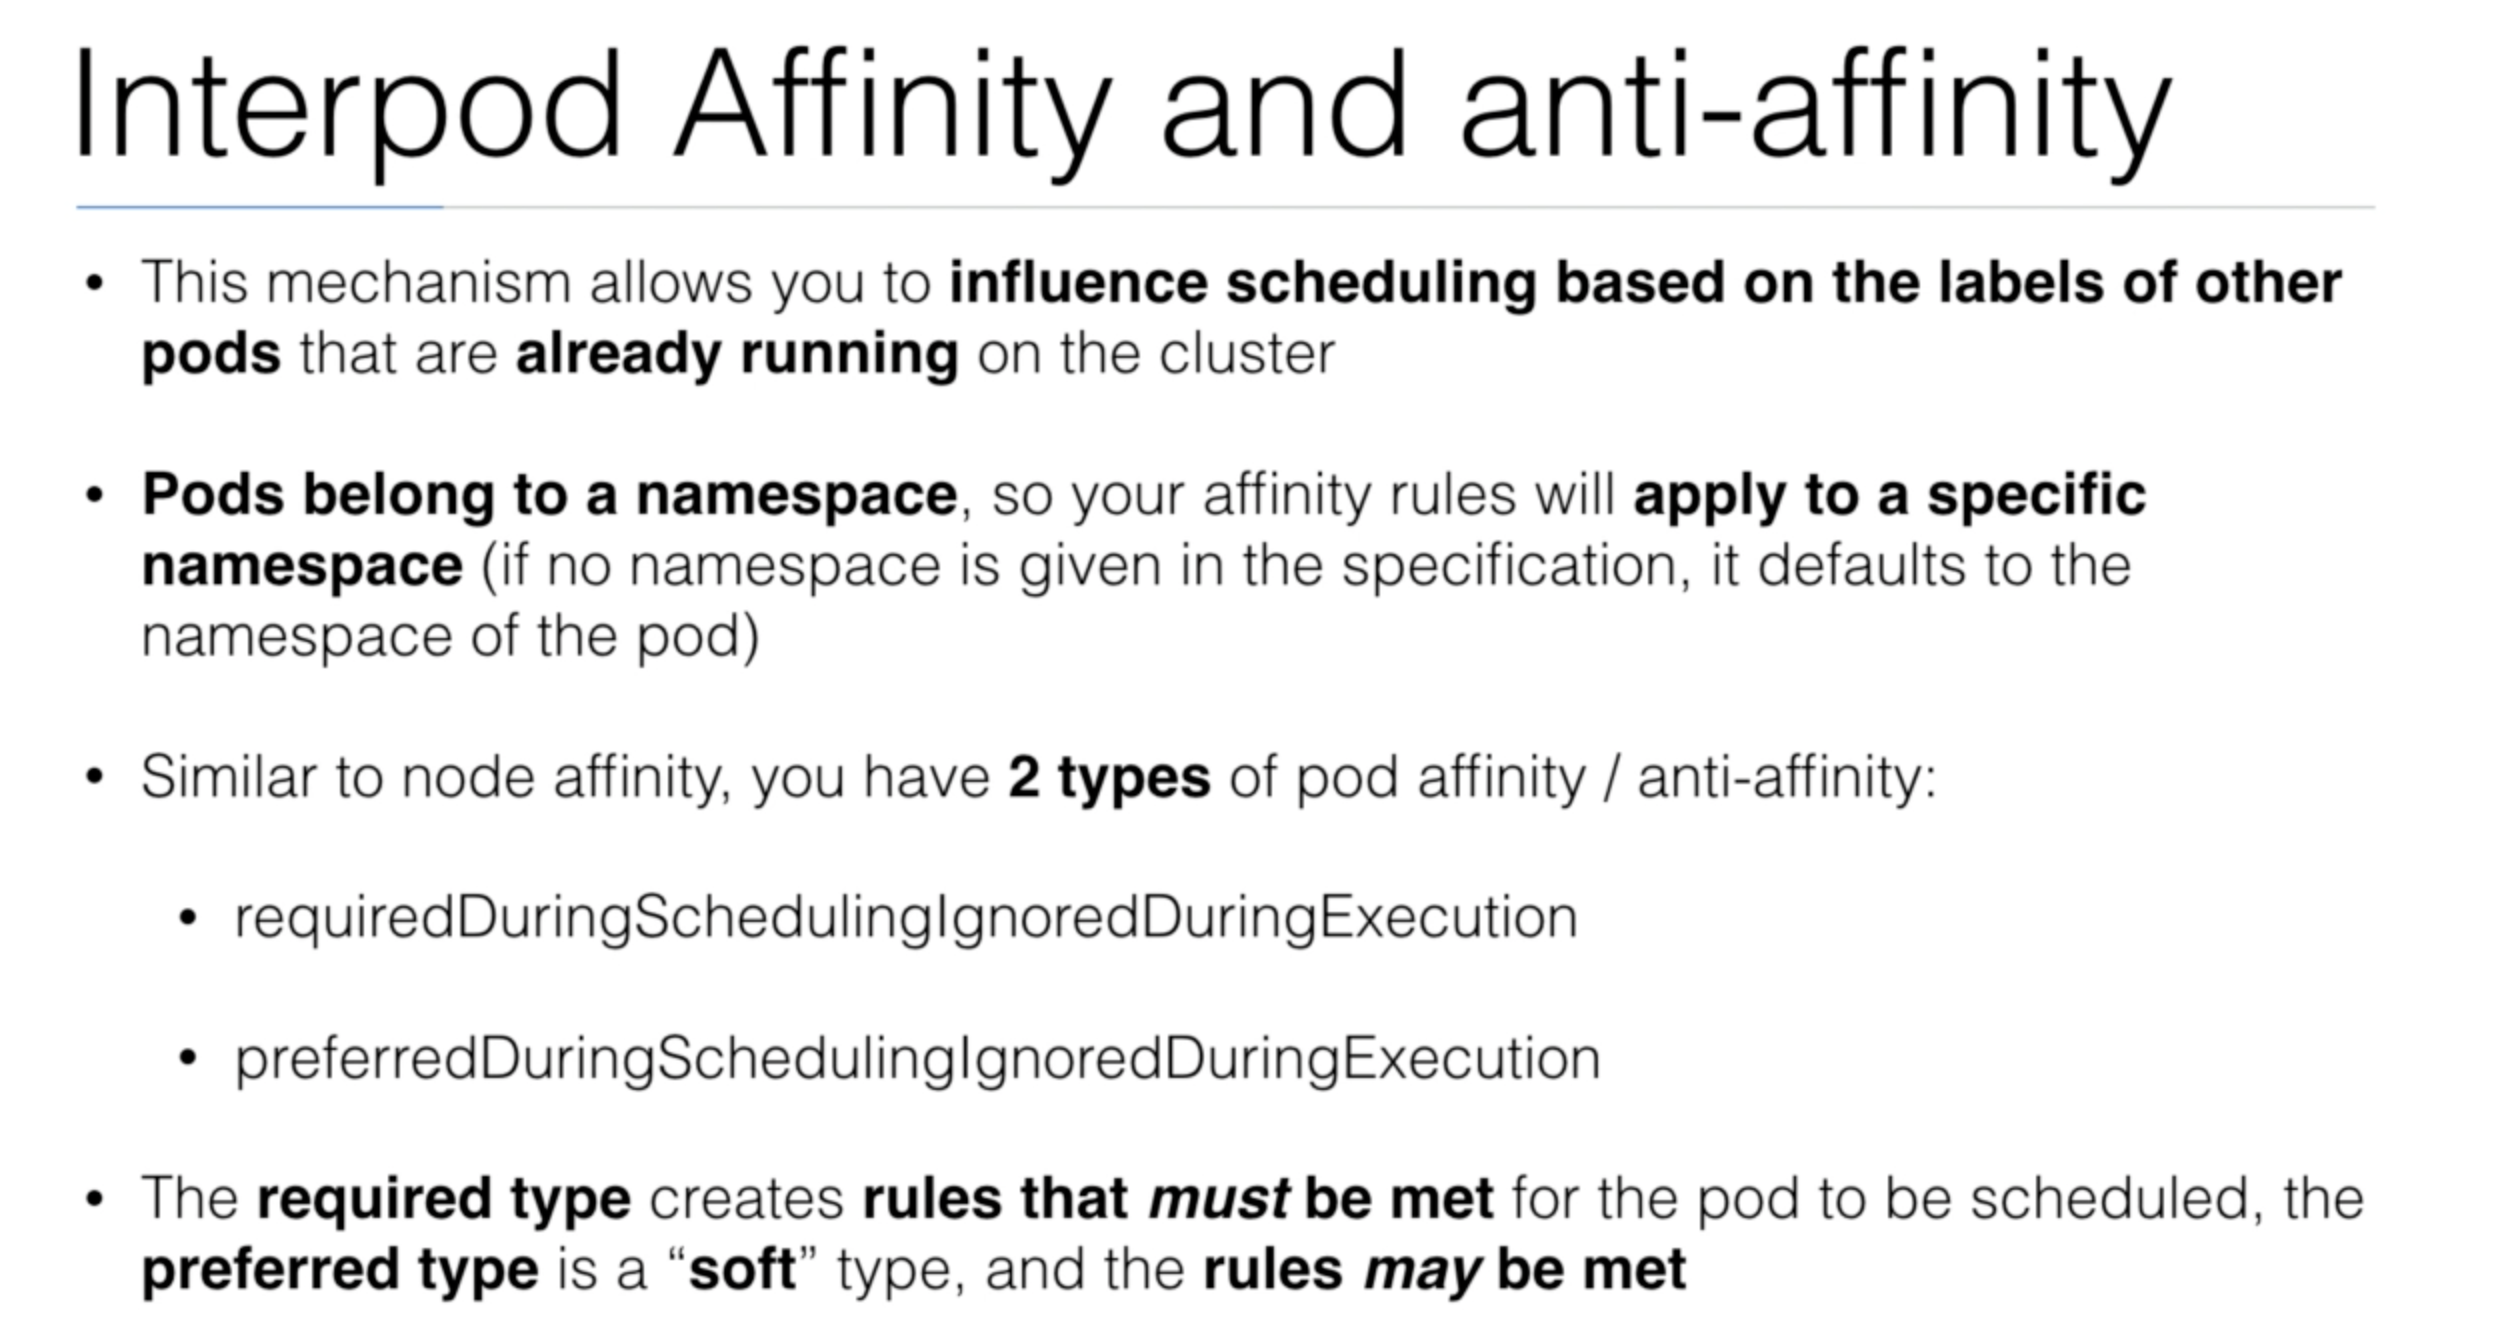 Interpod Affinity and anti-affinity
• This mechanism allows you to influence scheduling based on the labels of other
pods that are already running on the cluster
• Pods belong to a namespace, so your affinity rules will apply to a specific
namespace (if no namespace is given in the specification, it defaults to the
namespace of the pod)
• Similar to node affinity, you have 2 types of pod affinity / anti-affinity:
• requiredDuringSchedulingIgnoredDuringExecution
• preferredDuringSchedulingIgnoredDuringExecution
• The required type creates rules that must be met for the pod to be scheduled, the
preferred type is a “soft” type, and the rules may be met